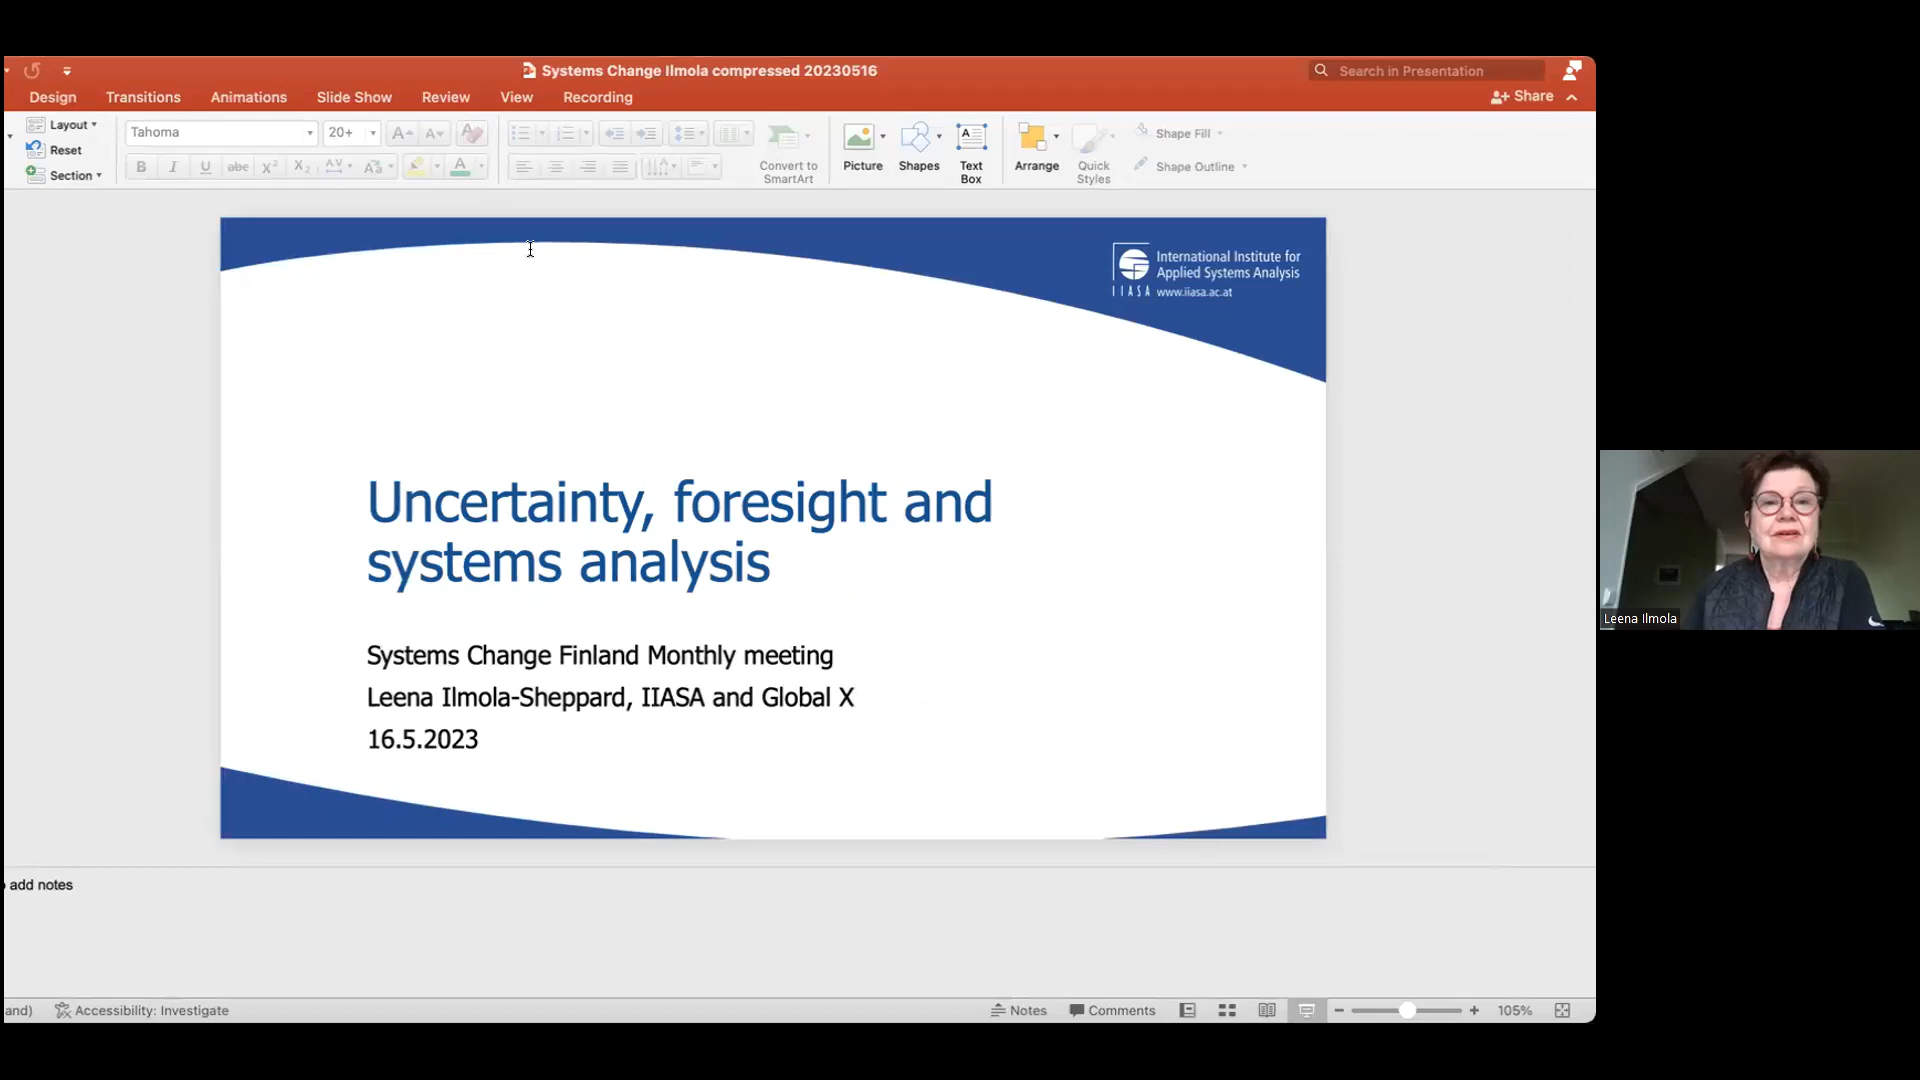 Systems Change Ilmola compressed 20230516
Search in Presentation
Design Transitions Animations Slide Show Review View Recording
Share
Layout
Reset
Section
Tahoma 20+
Convert to
SmartArt
Picture
Shapes
Text
Box
Arrange
Quick
Styles
Shape Fill
Shape Outline
International Institute for
Applied Systems Analysis
IIASA www.iiasa.ac.at
Uncertainty, foresight and
systems analysis
Systems Change Finland Monthly meeting
Leena Ilmola-Sheppard, IIASA and Global X
16.5.2023
Leena Ilmola
add notes
and) Accessibility: Investigate Notes Comments 105%